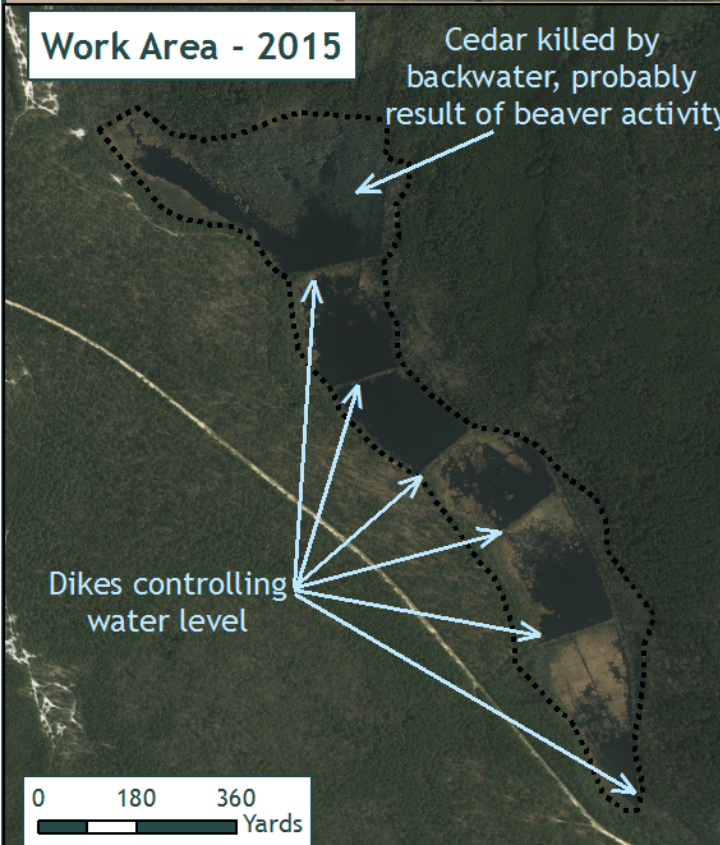 Work Area - 2015
Cedar killed by
backwater, probably
result of beaver activity
Dikes controlling
water level
0 180 360
Yards